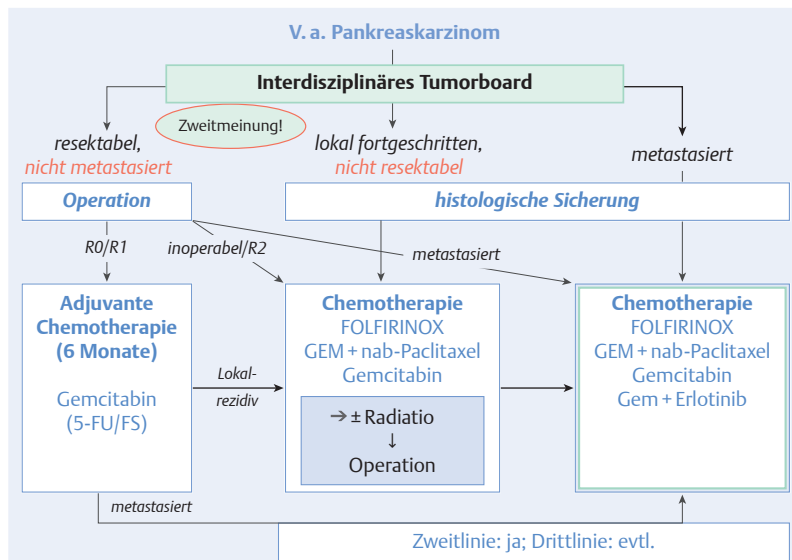 V. a. Pankreaskarzinom
Interdisziplinäres Tumorboard
Zweitmeinung!
resektabel,
nicht metastasiert
lokal fortgeschritten,
nicht resektabel
metastasiert
Operation
histologische Sicherung
R0/R1
inoperabel/R2
metastasiert
Adjuvante
Chemotherapie
(6 Monate)
Gemcitabin
(5-FU/FS)
Lokal-
rezidiv
Chemotherapie
FOLFIRINOX
GEM + nab-Paclitaxel
Gemcitabin
→ ± Radiatio
↓
Operation
Chemotherapie
FOLFIRINOX
GEM + nab-Paclitaxel
Gemcitabin
Gem + Erlotinib
metastasiert
Zweitlinie: ja; Drittlinie: evtl.